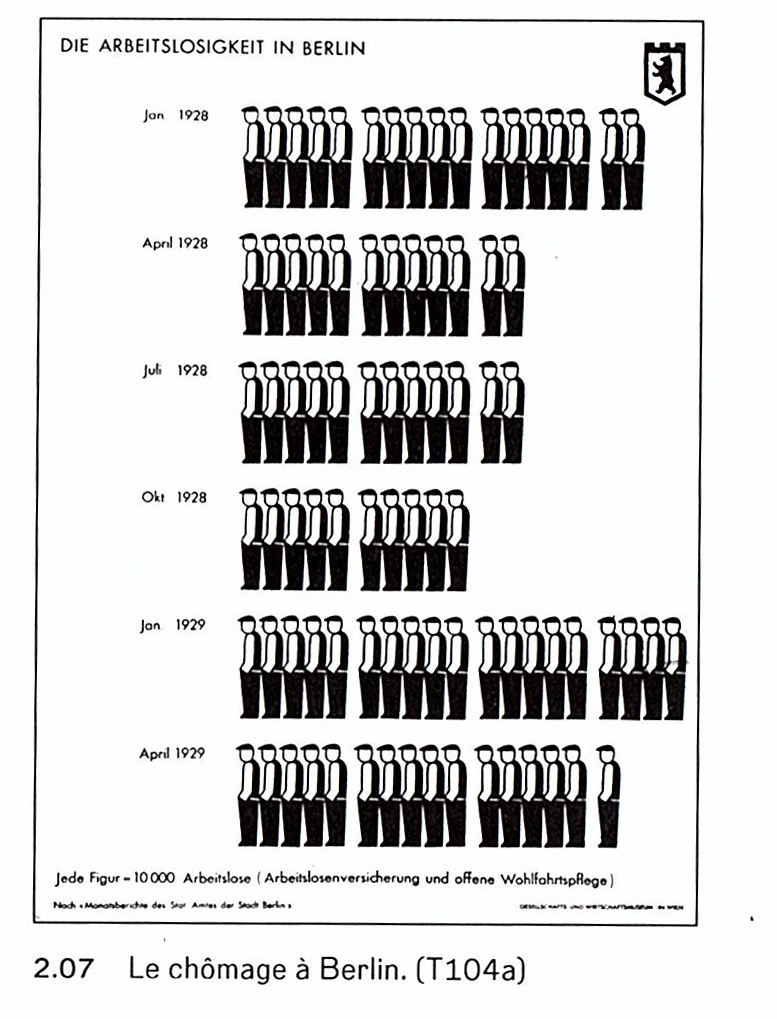 DIE ARBEITSLOSIGKEIT IN BERLIN
Jan 1928
April 1928
Juli 1928
Okt 1928
Jan. 1929
April 1929
Jede Figur = 10 000 Arbeitslose (Arbeitslosenversicherung und offene Wohlfahrtspflege)
Nach «Monatsberichte des Stat Amtes der Stadt Berlin»
GESELLSCHAFTS UND WIRTSCHAFTSMUSEUM IN WIEN
2.07 Le chômage à Berlin. (T104a)